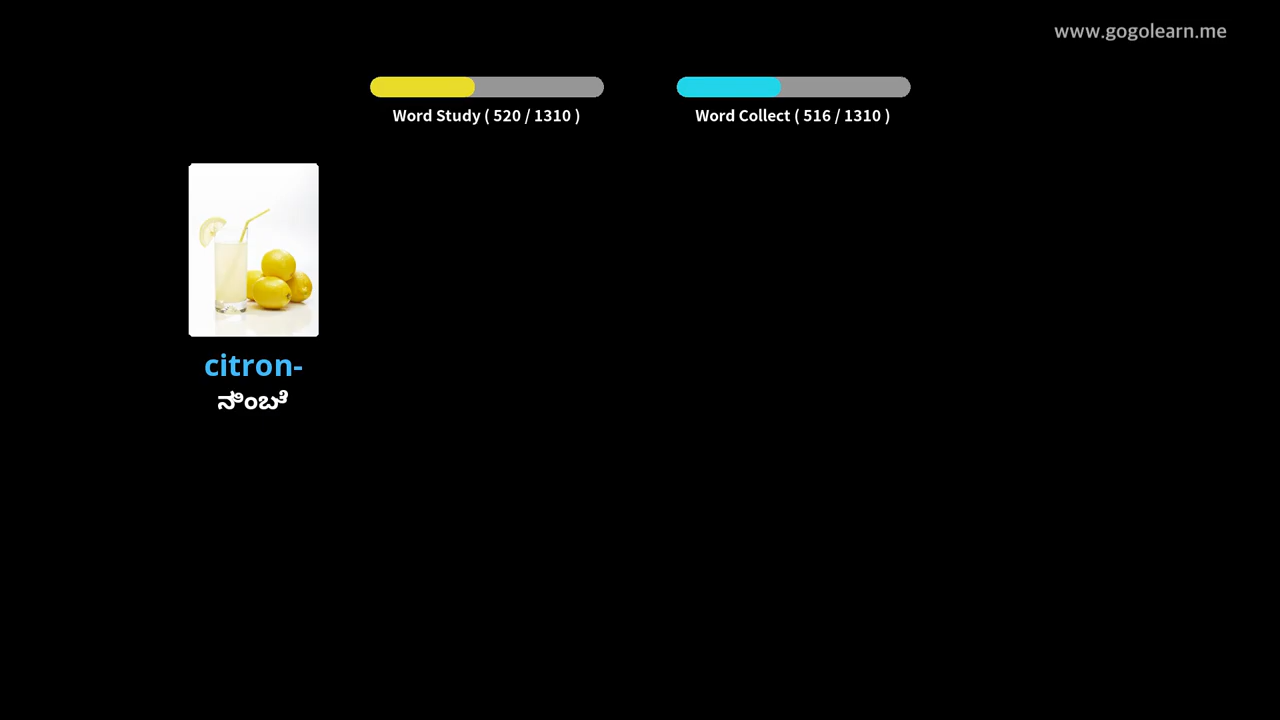 www.gogolearn.me
Word Study ( 520 / 1310 )
Word Collect ( 516 / 1310 )
citron-
ನಿಂಬೆ